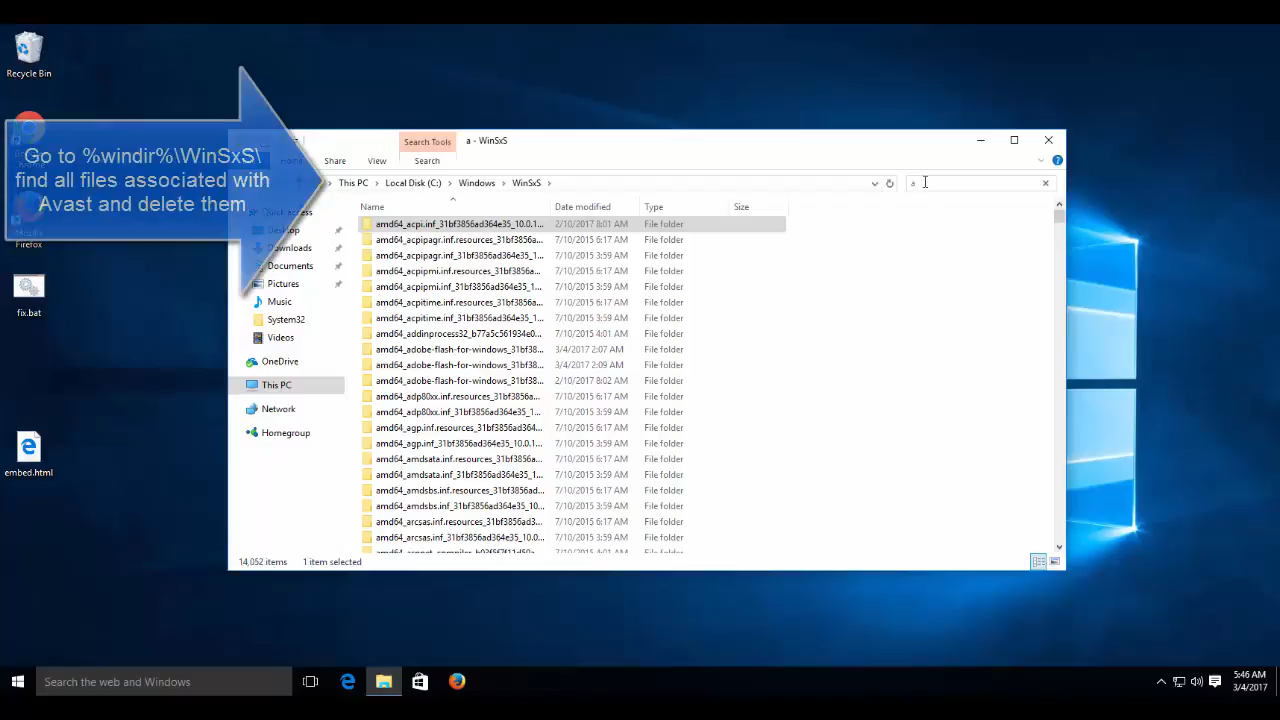 Recycle Bin
Go to %windir%\WinSxS\
find all files associated with
Avast and delete them
Firefox
fix.bat
embed.html
Search Tools
a - WinSxS
Share
View
Search
This PC
Local Disk (C:)
Windows
WinSxS
a
Name
Date modified
Type
Size
Downloads
Documents
Pictures
Music
System32
Videos
OneDrive
This PC
Network
Homegroup
amd64_acpi.inf_31bf3856ad364e35_10.0.1... 2/10/2017 8:01 AM File folder
amd64_acpipagr.inf.resources_31bf3856a... 7/10/2015 6:17 AM File folder
amd64_acpipagr.inf_31bf3856ad364e35_1... 7/10/2015 3:59 AM File folder
amd64_acpipmi.inf.resources_31bf3856a... 7/10/2015 6:17 AM File folder
amd64_acpipmi.inf_31bf3856ad364e35_1... 7/10/2015 3:59 AM File folder
amd64_acpitime.inf.resources_31bf3856a... 7/10/2015 6:17 AM File folder
amd64_acpitime.inf_31bf3856ad364e35_1... 7/10/2015 3:59 AM File folder
amd64_addinprocess32_b77a5c561934e0... 7/10/2015 4:01 AM File folder
amd64_adobe-flash-for-windows_31bf38... 3/4/2017 2:07 AM File folder
amd64_adobe-flash-for-windows_31bf38... 3/4/2017 2:09 AM File folder
amd64_adobe-flash-for-windows_31bf38... 2/10/2017 8:02 AM File folder
amd64_adp80xx.inf.resources_31bf3856a... 7/10/2015 6:17 AM File folder
amd64_adp80xx.inf_31bf3856ad364e35_1... 7/10/2015 3:59 AM File folder
amd64_agp.inf.resources_31bf3856ad364... 7/10/2015 6:17 AM File folder
amd64_agp.inf_31bf3856ad364e35_10.0.1... 7/10/2015 3:59 AM File folder
amd64_amdsata.inf.resources_31bf3856a... 7/10/2015 6:17 AM File folder
amd64_amdsata.inf_31bf3856ad364e35_1... 7/10/2015 3:59 AM File folder
amd64_amdsbs.inf.resources_31bf3856ad... 7/10/2015 6:17 AM File folder
amd64_amdsbs.inf_31bf3856ad364e35_10... 7/10/2015 3:59 AM File folder
amd64_arcsas.inf.resources_31bf3856ad3... 7/10/2015 6:17 AM File folder
amd64_arcsas.inf_31bf3856ad364e35_10.0... 7/10/2015 3:59 AM File folder
14,052 items
1 item selected
Search the web and Windows
5:46 AM
3/4/2017